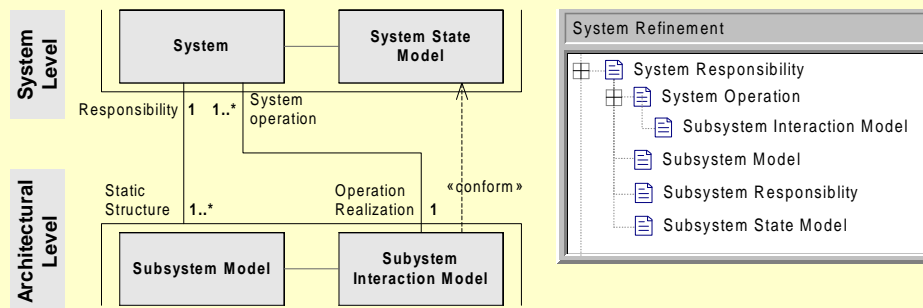 System Level
System
System State
Model
Responsibility
1
1..*
System
operation
Static
Structure
1..*
Operation
Realization
1
«conform»
Architectural Level
Subsystem Model
Subystem
Interaction Model
System Refinement
System Responsibility
System Operation
Subsystem Interaction Model
Subsystem Model
Subsystem Responsiblity
Subsystem State Model